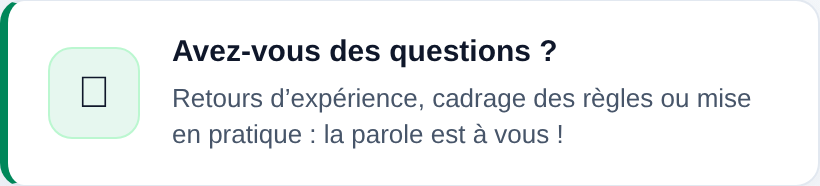 Avez-vous des questions ?
Retours d’expérience, cadrage des règles ou mise
en pratique : la parole est à vous !